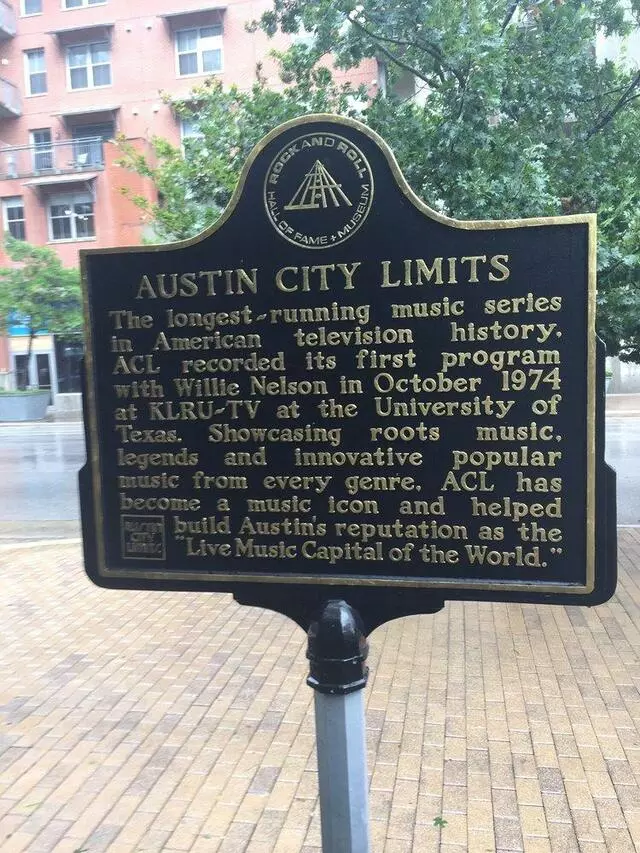 ROCK AND ROLL
HALL OF FAME + MUSEUM
AUSTIN CITY LIMITS
The longest-running music series
in American television history.
ACL recorded its first program
with Willie Nelson in October 1974
at KLRU-TV at the University of
Texas. Showcasing roots music,
legends and innovative popular
music from every genre, ACL has
become a music icon and helped
build Austin's reputation as the
"Live Music Capital of the World."
AUSTIN
CITY
LIMITS